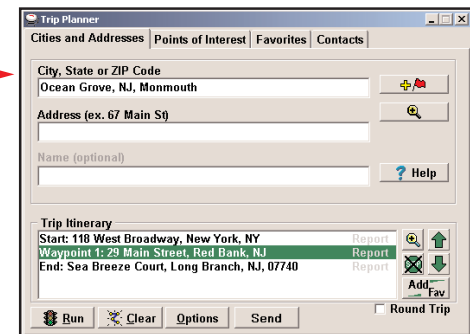 Trip Planner
Cities and Addresses Points of Interest Favorites Contacts
City, State or ZIP Code
Ocean Grove, NJ, Monmouth
Address (ex. 67 Main St)
Name (optional)
? Help
Trip Itinerary
Start: 118 West Broadway, New York, NY Report
Waypoint 1: 29 Main Street, Red Bank, NJ Report
End: Sea Breeze Court, Long Branch, NJ, 07740 Report
Add Fav
Round Trip
Run Clear Options Send